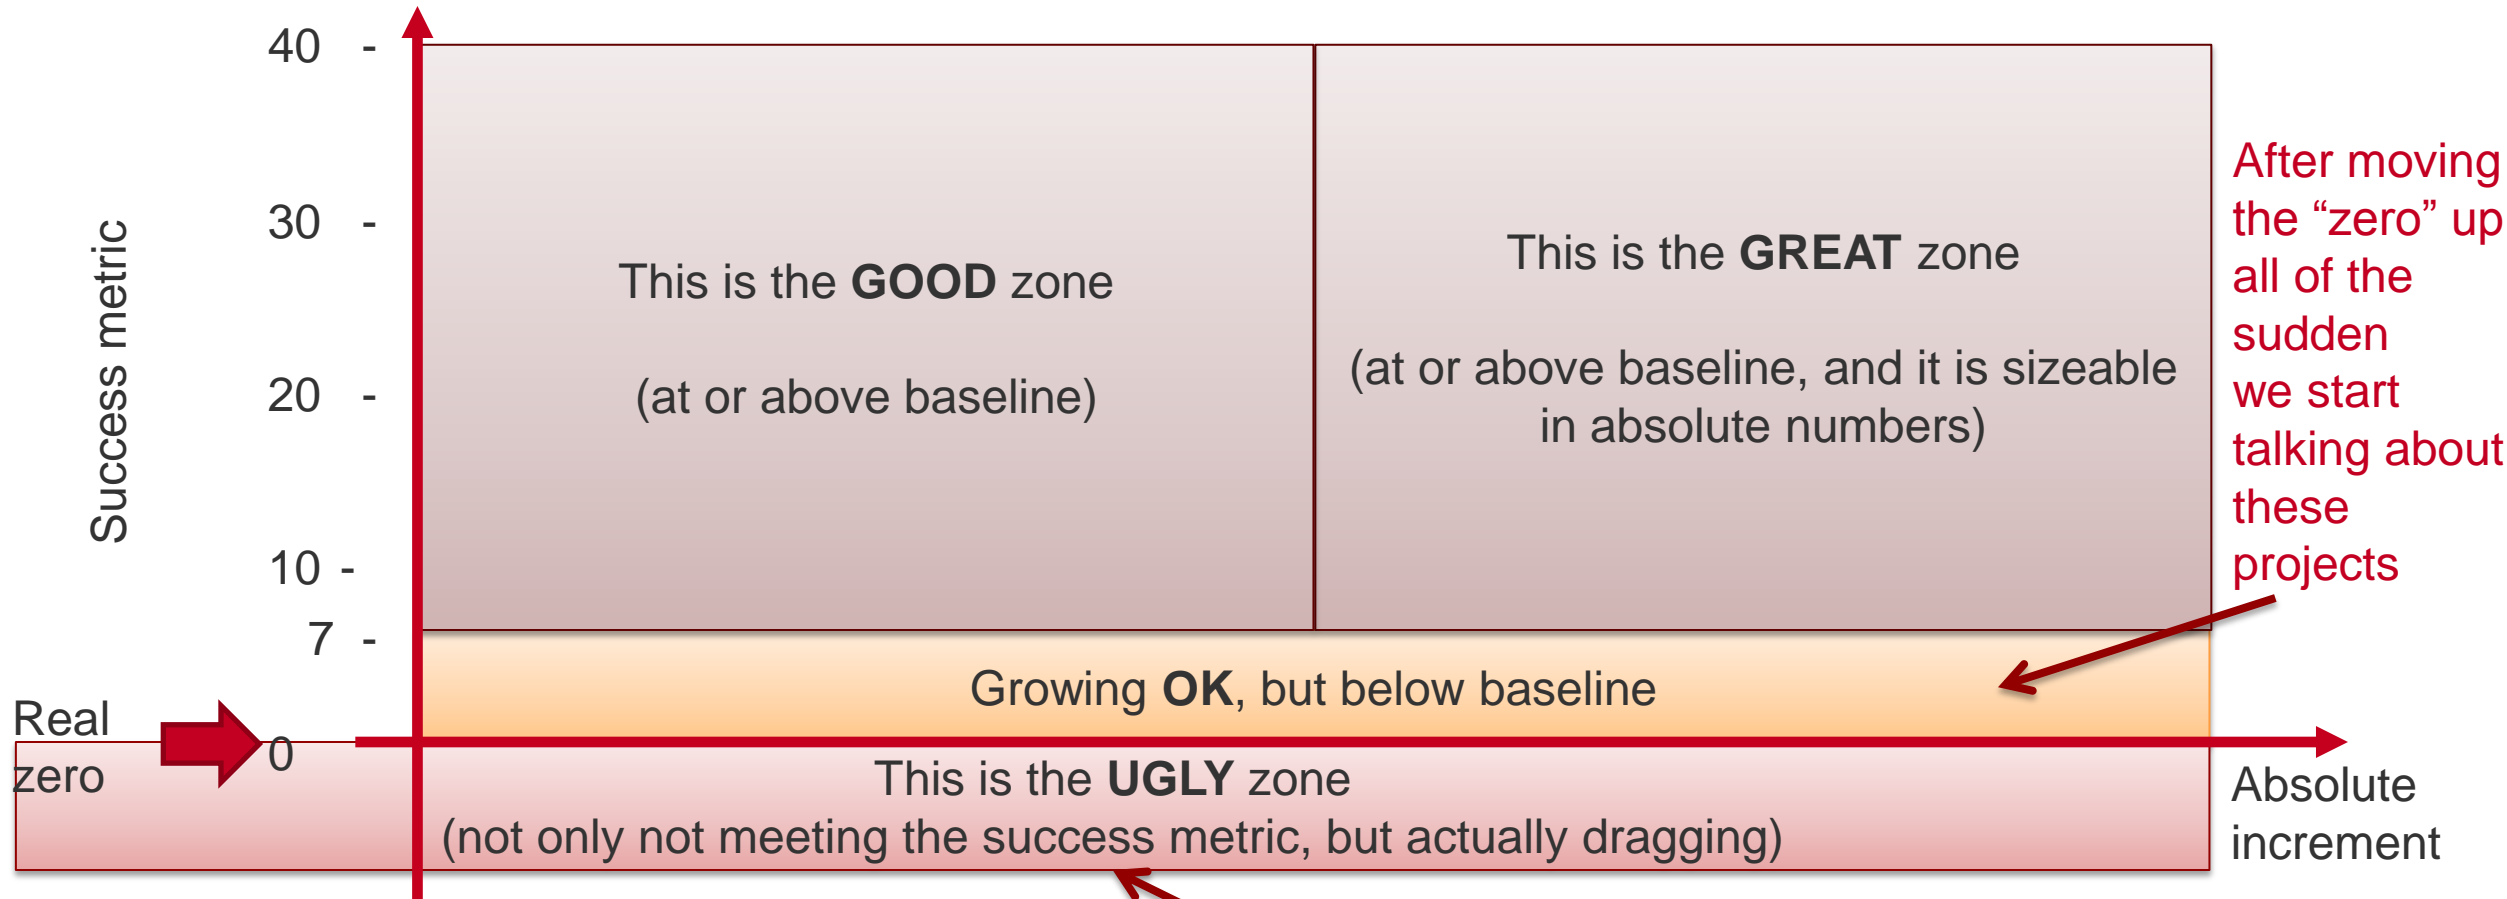 40 -
30 -
20 -
10 -
7 -
0
Success metric
Real
zero
This is the GOOD zone
(at or above baseline)
This is the GREAT zone
(at or above baseline, and it is sizeable
in absolute numbers)
Growing OK, but below baseline
This is the UGLY zone
(not only not meeting the success metric, but actually dragging)
After moving
the “zero” up
all of the
sudden
we start
talking about
these
projects
Absolute
increment